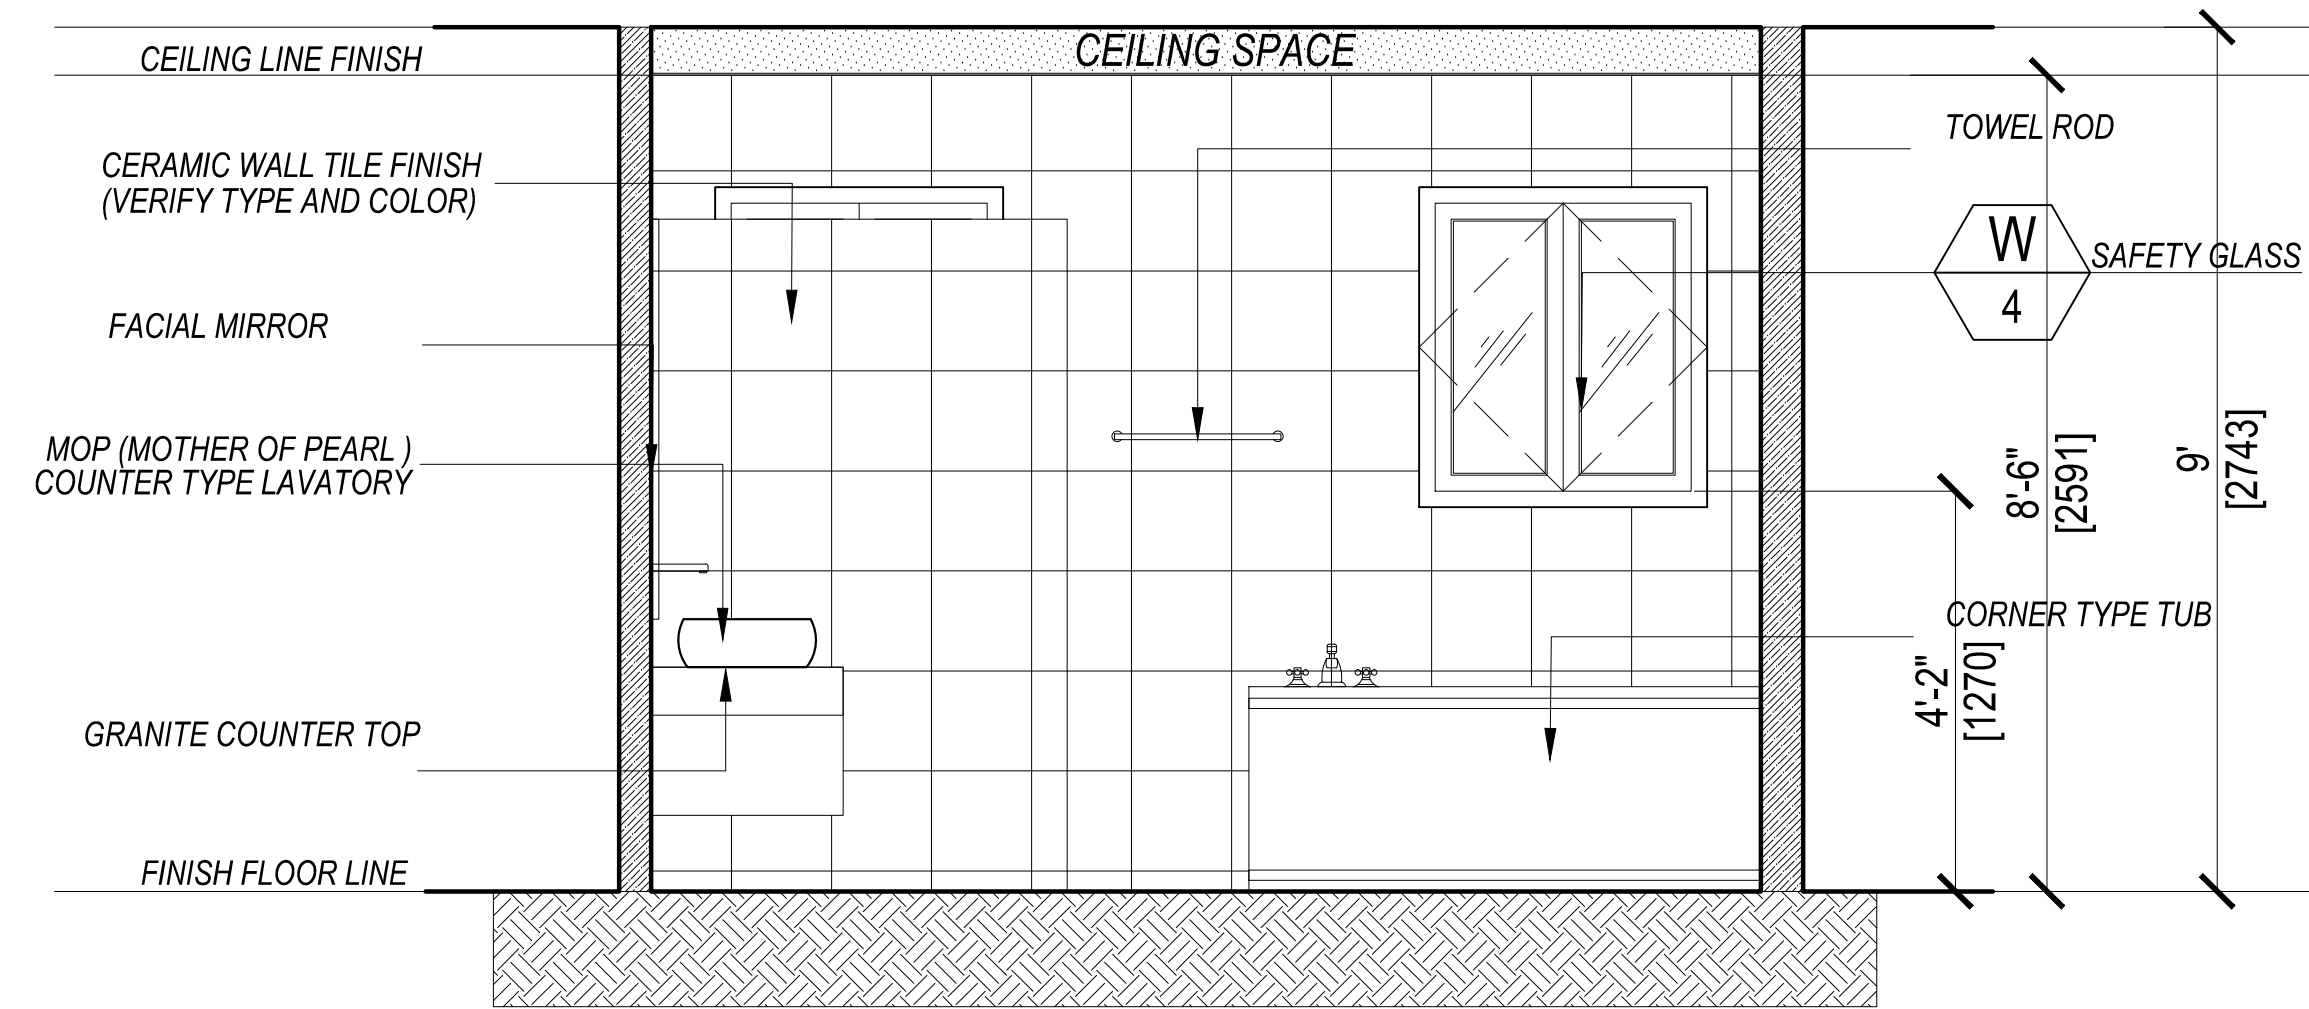 CEILING SPACE
CEILING LINE FINISH
CERAMIC WALL TILE FINISH
(VERIFY TYPE AND COLOR)
FACIAL MIRROR
MOP (MOTHER OF PEARL )
COUNTER TYPE LAVATORY
GRANITE COUNTER TOP
FINISH FLOOR LINE
TOWEL ROD
W
4
SAFETY GLASS
CORNER TYPE TUB
4'-2"
[1270]
8'-6"
[2591]
9'
[2743]